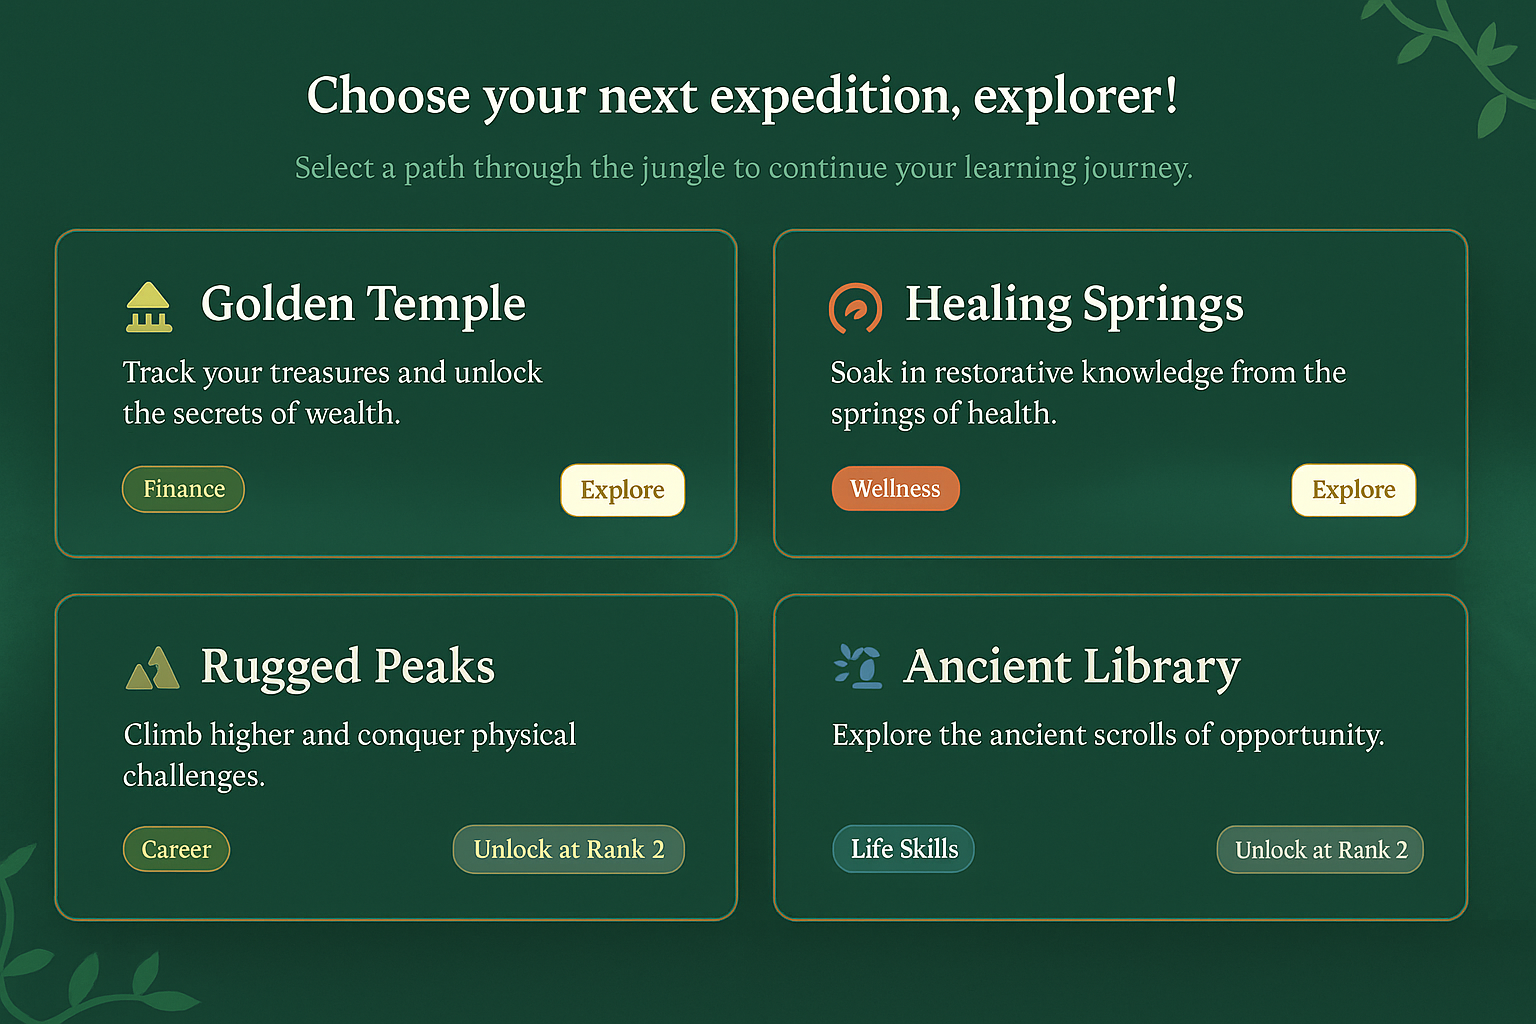 Choose your next expedition, explorer!
Select a path through the jungle to continue your learning journey.
Golden Temple
Track your treasures and unlock
the secrets of wealth.
Finance
Explore
Healing Springs
Soak in restorative knowledge from the
springs of health.
Wellness
Explore
Rugged Peaks
Climb higher and conquer physical
challenges.
Career
Unlock at Rank 2
Ancient Library
Explore the ancient scrolls of opportunity.
Life Skills
Unlock at Rank 2